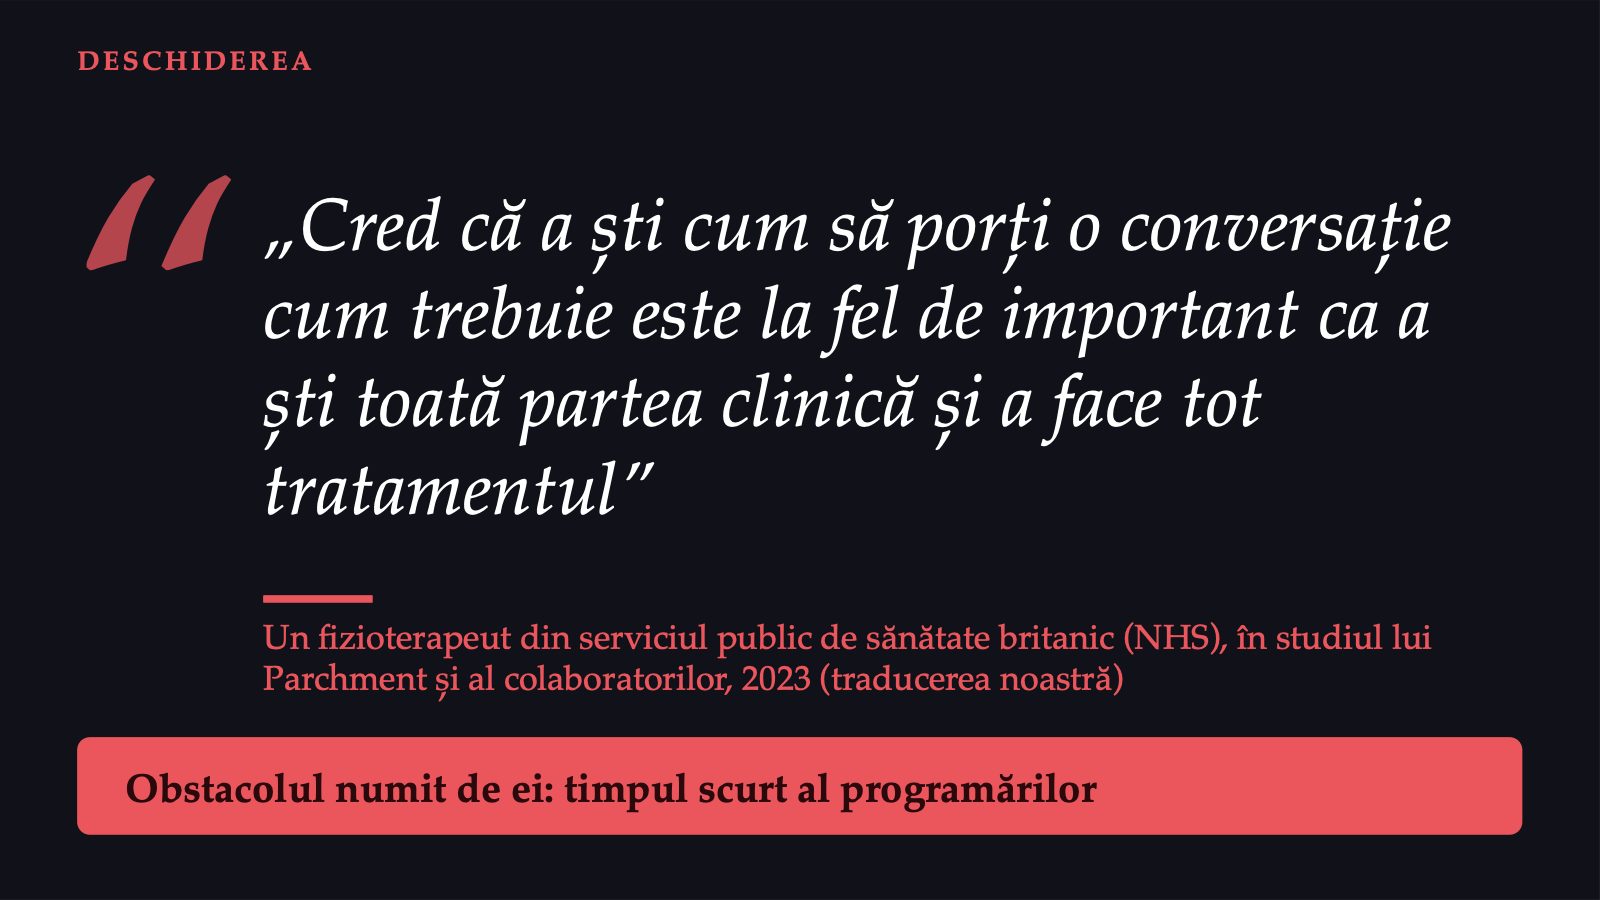 DESCHIDEREA
„Cred că a ști cum să porți o conversație
cum trebuie este la fel de important ca a
ști toată partea clinică și a face tot
tratamentul”
Un fizioterapeut din serviciul public de sănătate britanic (NHS), în studiul lui
Parchment și al colaboratorilor, 2023 (traducerea noastră)
Obstacolul numit de ei: timpul scurt al programărilor